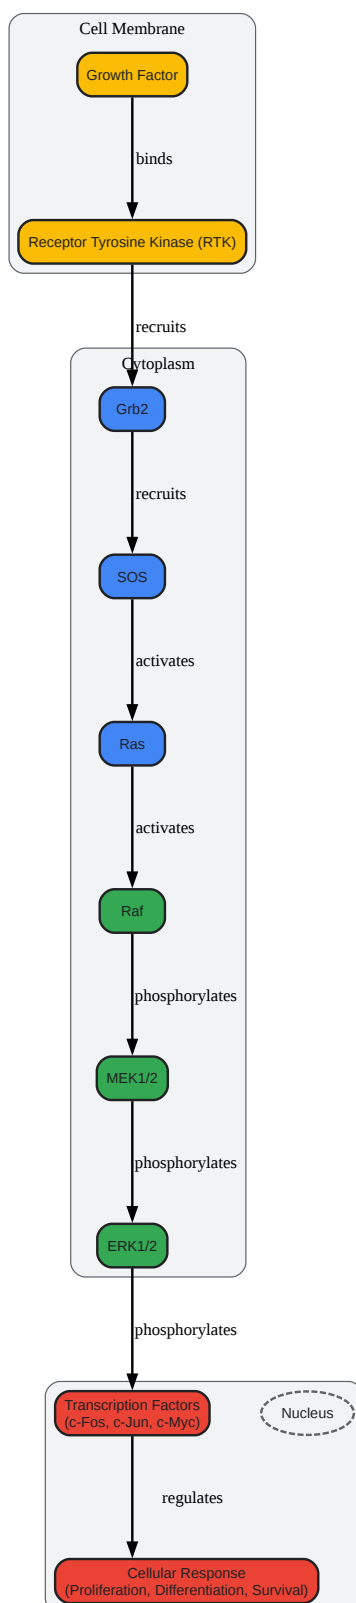 Cell Membrane
Growth Factor
binds
Receptor Tyrosine Kinase (RTK)
recruits
Cytoplasm
Grb2
recruits
SOS
activates
Ras
activates
Raf
phosphorylates
MEK1/2
phosphorylates
ERK1/2
phosphorylates
Transcription Factors
(c-Fos, c-Jun, c-Myc)
Nucleus
regulates
Cellular Response
(Proliferation, Differentiation, Survival)